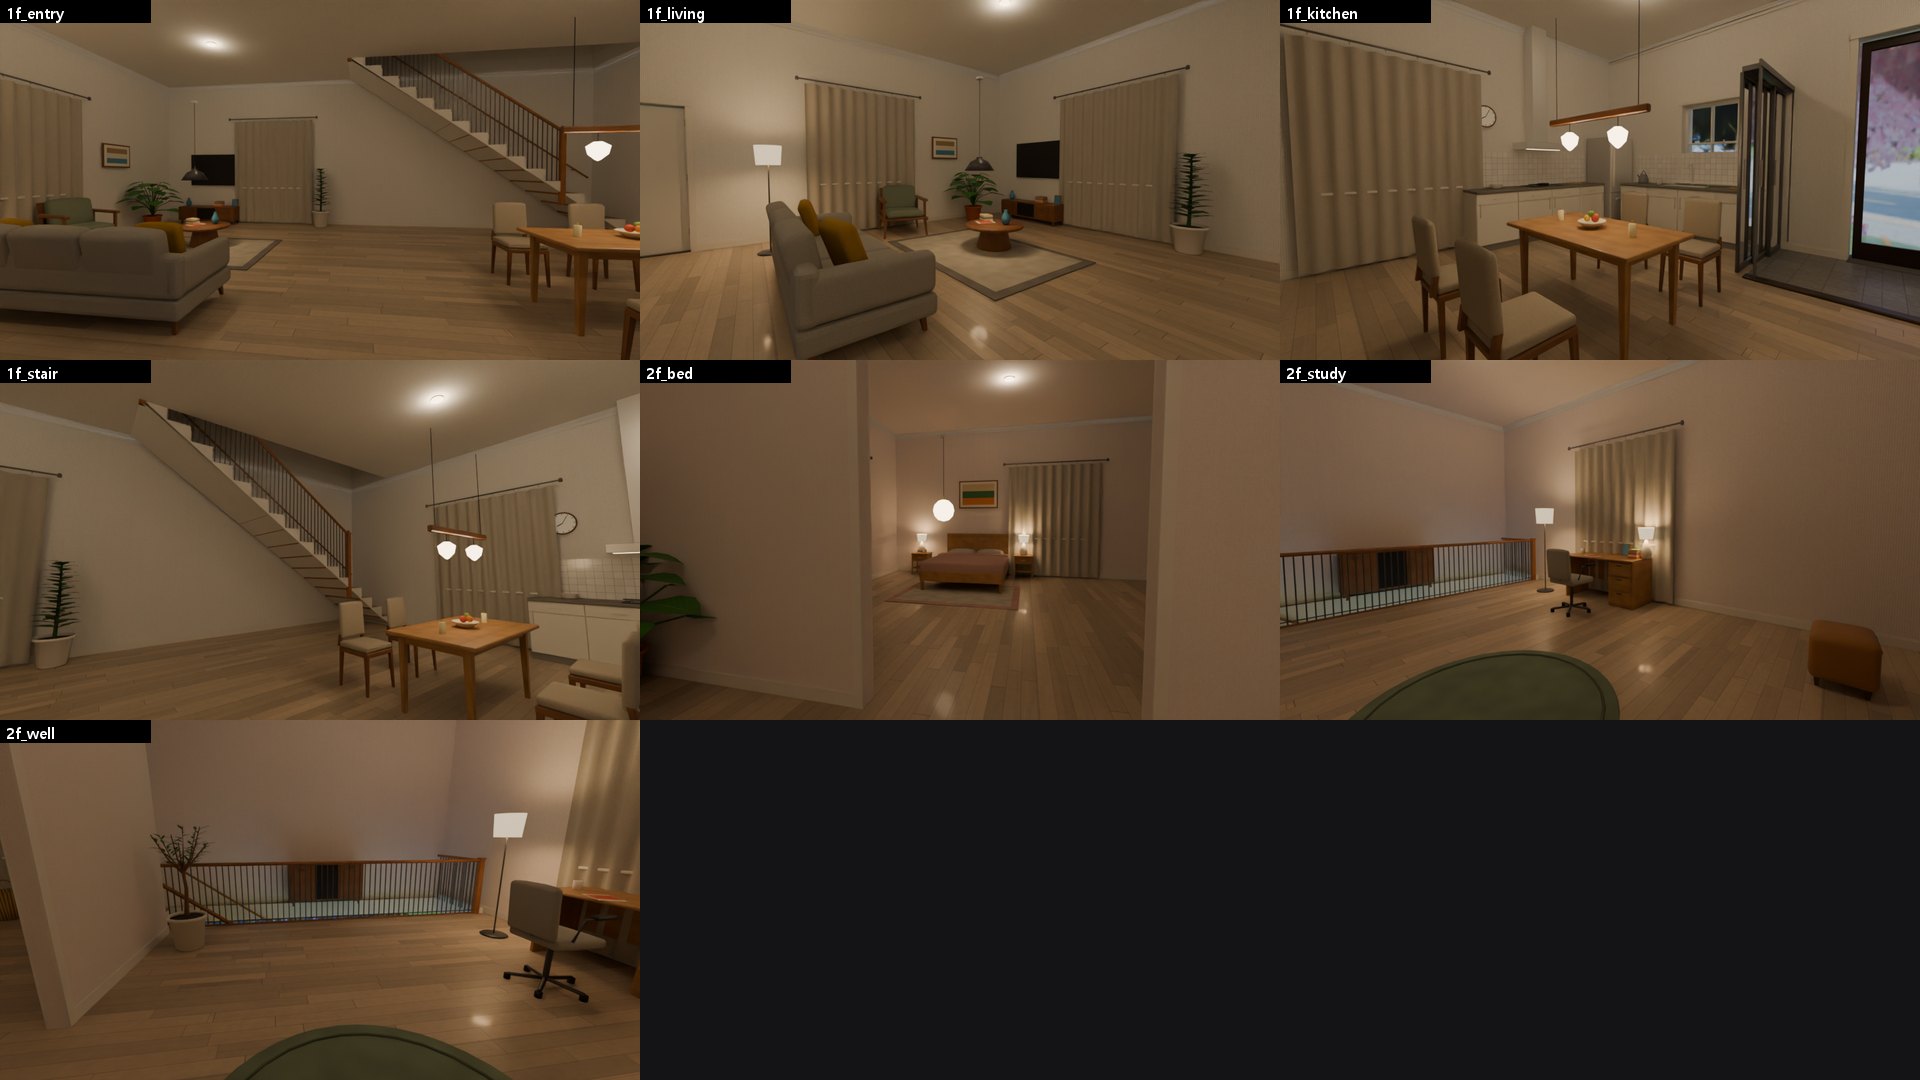 1f_entry
1f_living
1f_kitchen
1f_stair
2f_bed
2f_study
2f_well